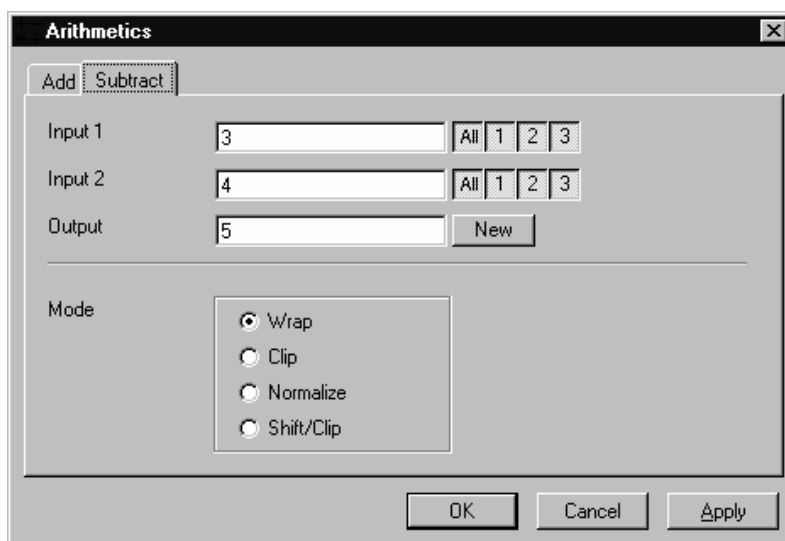 Arithmetics
Add Subtract
Input 1 3 All 1 2 3
Input 2 4 All 1 2 3
Output 5 New
Mode
Wrap
Clip
Normalize
Shift/Clip
OK Cancel Apply